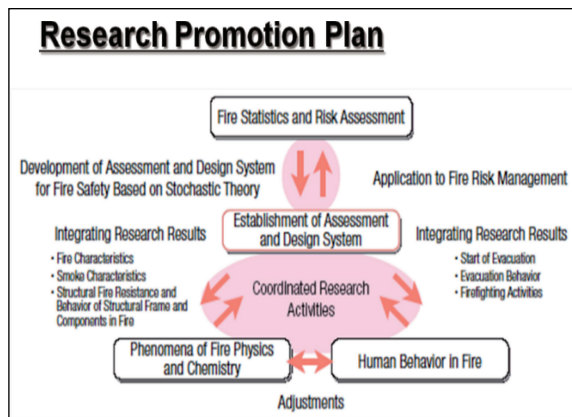 Research Promotion Plan
Fire Statistics and Risk Assessment
Development of Assessment and Design System
for Fire Safety Based on Stochastic Theory
Application to Fire Risk Management
Establishment of Assessment
and Design System
Integrating Research Results
• Fire Characteristics
• Smoke Characteristics
• Structural Fire Resistance and
Behavior of Structural Frame and
Components in Fire
Integrating Research Results
• Start of Evacuation
• Evacuation Behavior
• Firefighting Activities
Coordinated Research
Activities
Phenomena of Fire Physics
and Chemistry
Human Behavior in Fire
Adjustments